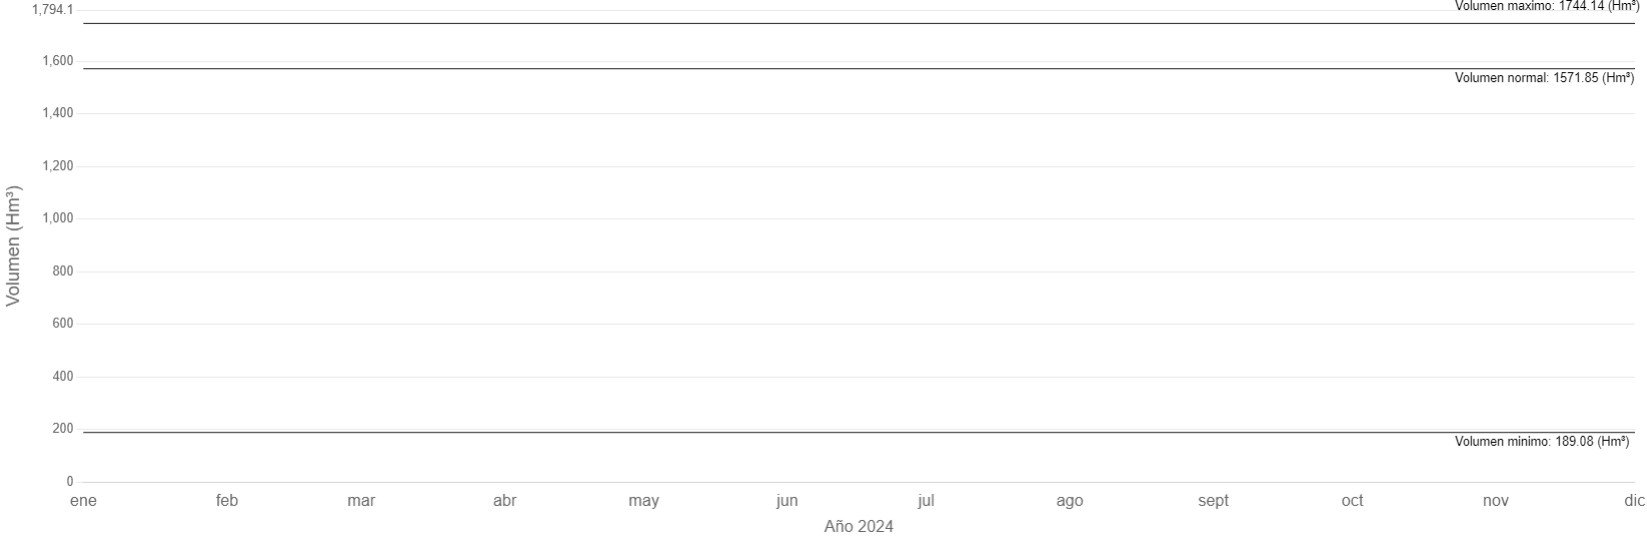 1,794.1
Volumen maximo: 1744.14 (Hm³)
1,600
Volumen normal: 1571.85 (Hm³)
1,400
1,200
1,000
800
600
400
200
Volumen minimo: 189.08 (Hm³)
0
Volumen (Hm³)
ene feb mar abr may jun jul ago sept oct nov dic
Año 2024